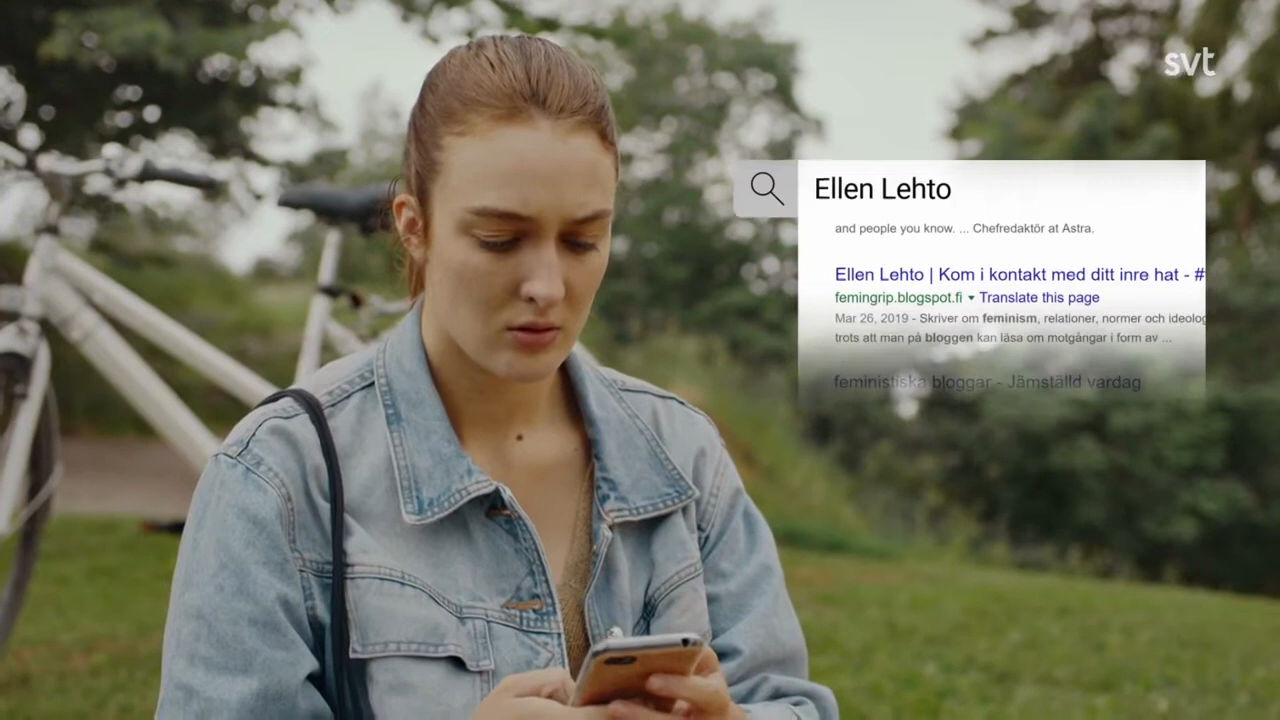 svt
Ellen Lehto
and people you know. ... Chefredaktör at Astra.
Ellen Lehto | Kom i kontakt med ditt inre hat - #
femingrip.blogspot.fi Translate this page
Mar 26, 2019 - Skriver om feminism, relationer, normer och ideolog
trots att man på bloggen kan läsa om motgångar i form av ...
feministiska bloggar - Jämställd vardag